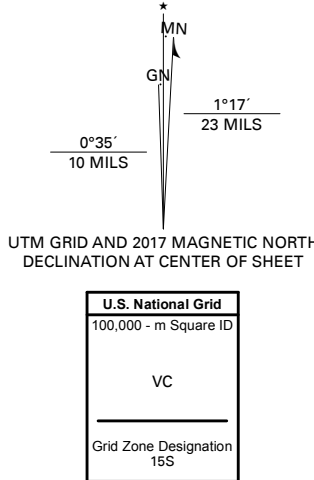 MN
GN
1°17´
23 MILS
0°35´
10 MILS
UTM GRID AND 2017 MAGNETIC NORTH
DECLINATION AT CENTER OF SHEET
U.S. National Grid
100,000 - m Square ID
VC
Grid Zone Designation
15S